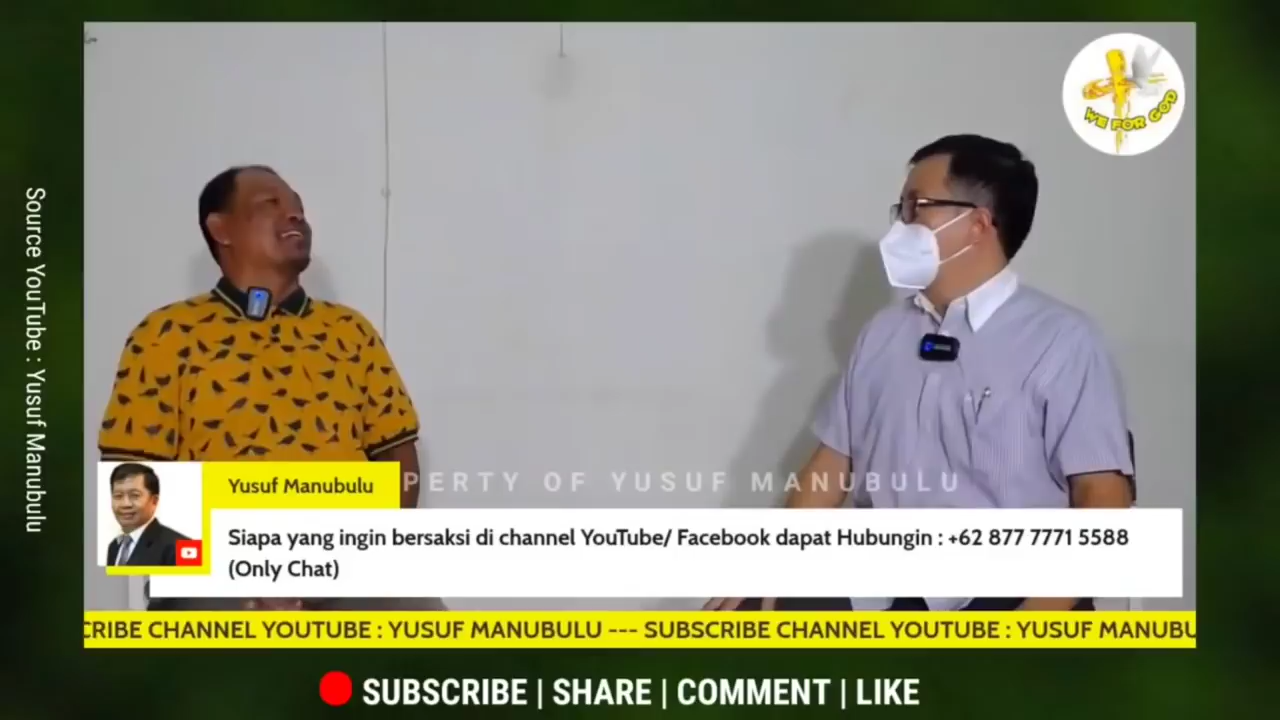 WE FOR GOD
Source YouTube : Yusuf Manubulu
PERTY OF YUSUF MANUBULU
Yusuf Manubulu
Siapa yang ingin bersaksi di channel YouTube/ Facebook dapat Hubungin : +62 877 7771 5588
(Only Chat)
CRIBE CHANNEL YOUTUBE : YUSUF MANUBULU --- SUBSCRIBE CHANNEL YOUTUBE : YUSUF MANUBU
SUBSCRIBE | SHARE | COMMENT | LIKE